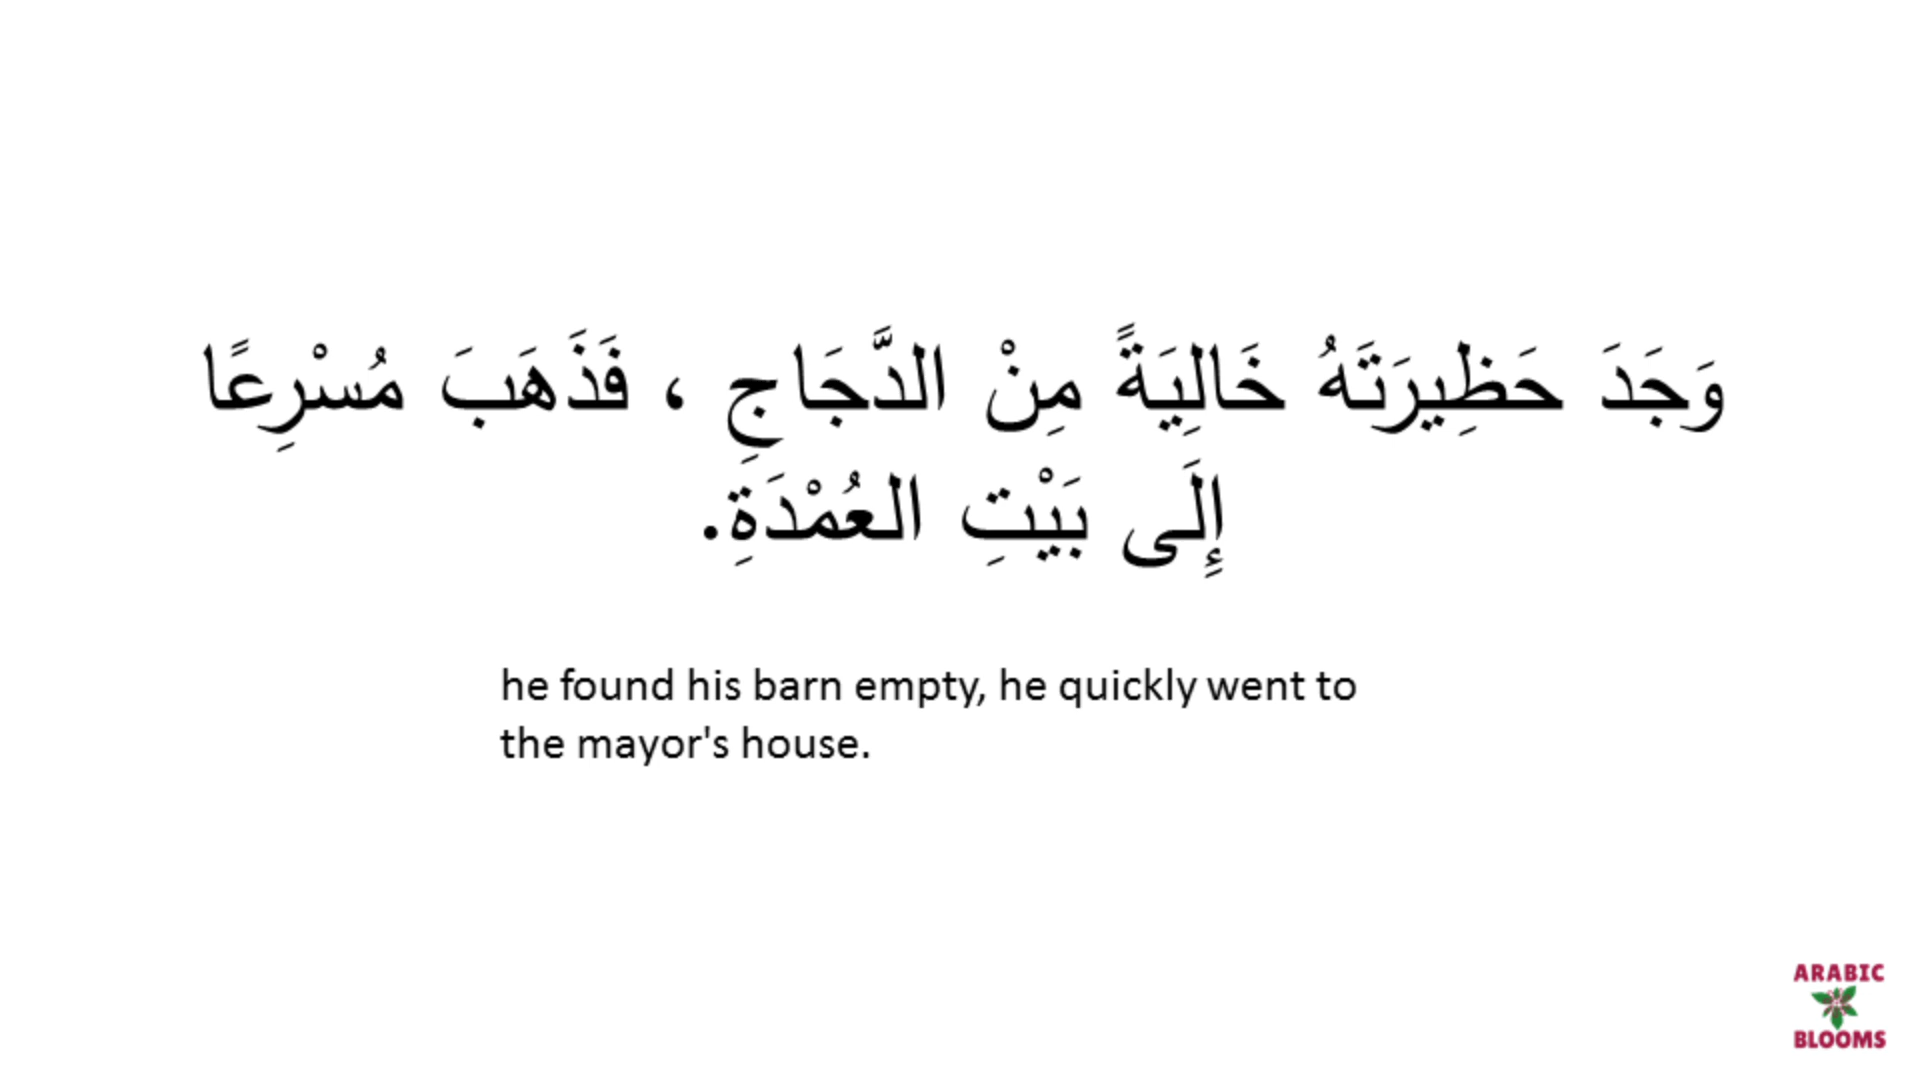 وَجَدَ حَظِيرَتَهُ خَالِيَةً مِنْ الدَّجَاجِ ، فَذَهَبَ مُسْرِعًا
إِلَى بَيْتِ العُمْدَةِ.
he found his barn empty, he quickly went to
the mayor's house.
ARABIC
BLOOMS